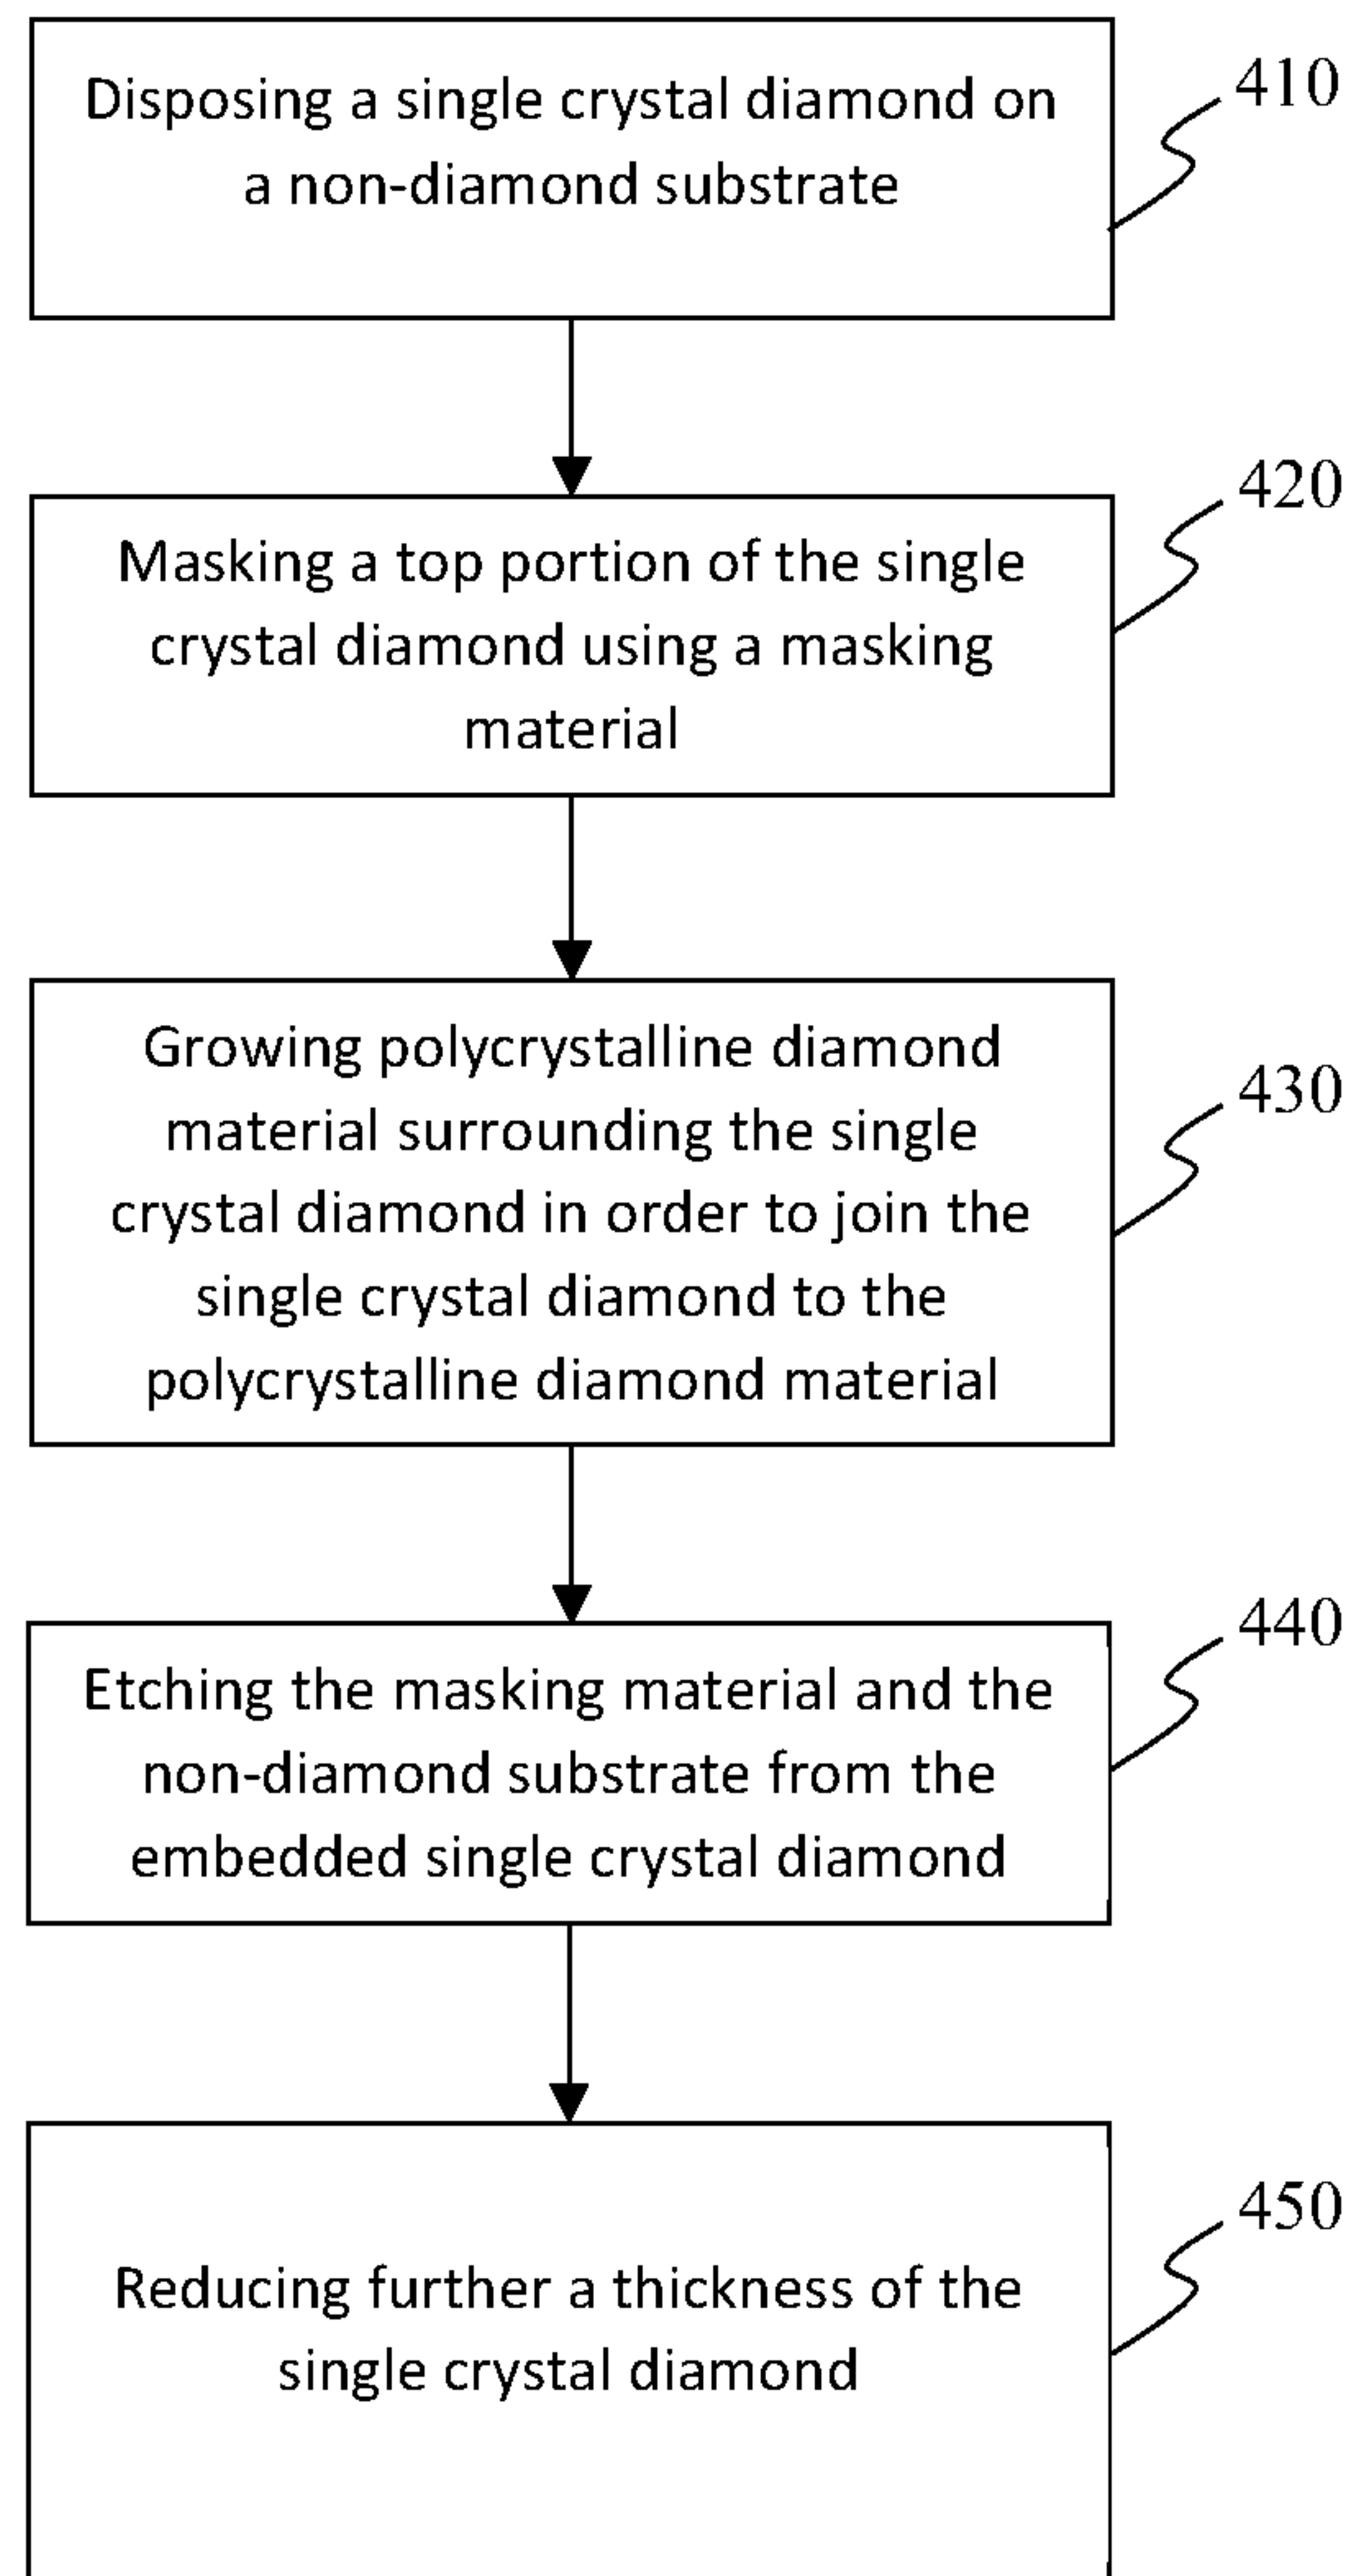 Disposing a single crystal diamond on
a non-diamond substrate
410
Masking a top portion of the single
crystal diamond using a masking
material
420
Growing polycrystalline diamond
material surrounding the single
crystal diamond in order to join the
single crystal diamond to the
polycrystalline diamond material
430
Etching the masking material and the
non-diamond substrate from the
embedded single crystal diamond
440
Reducing further a thickness of the
single crystal diamond
450